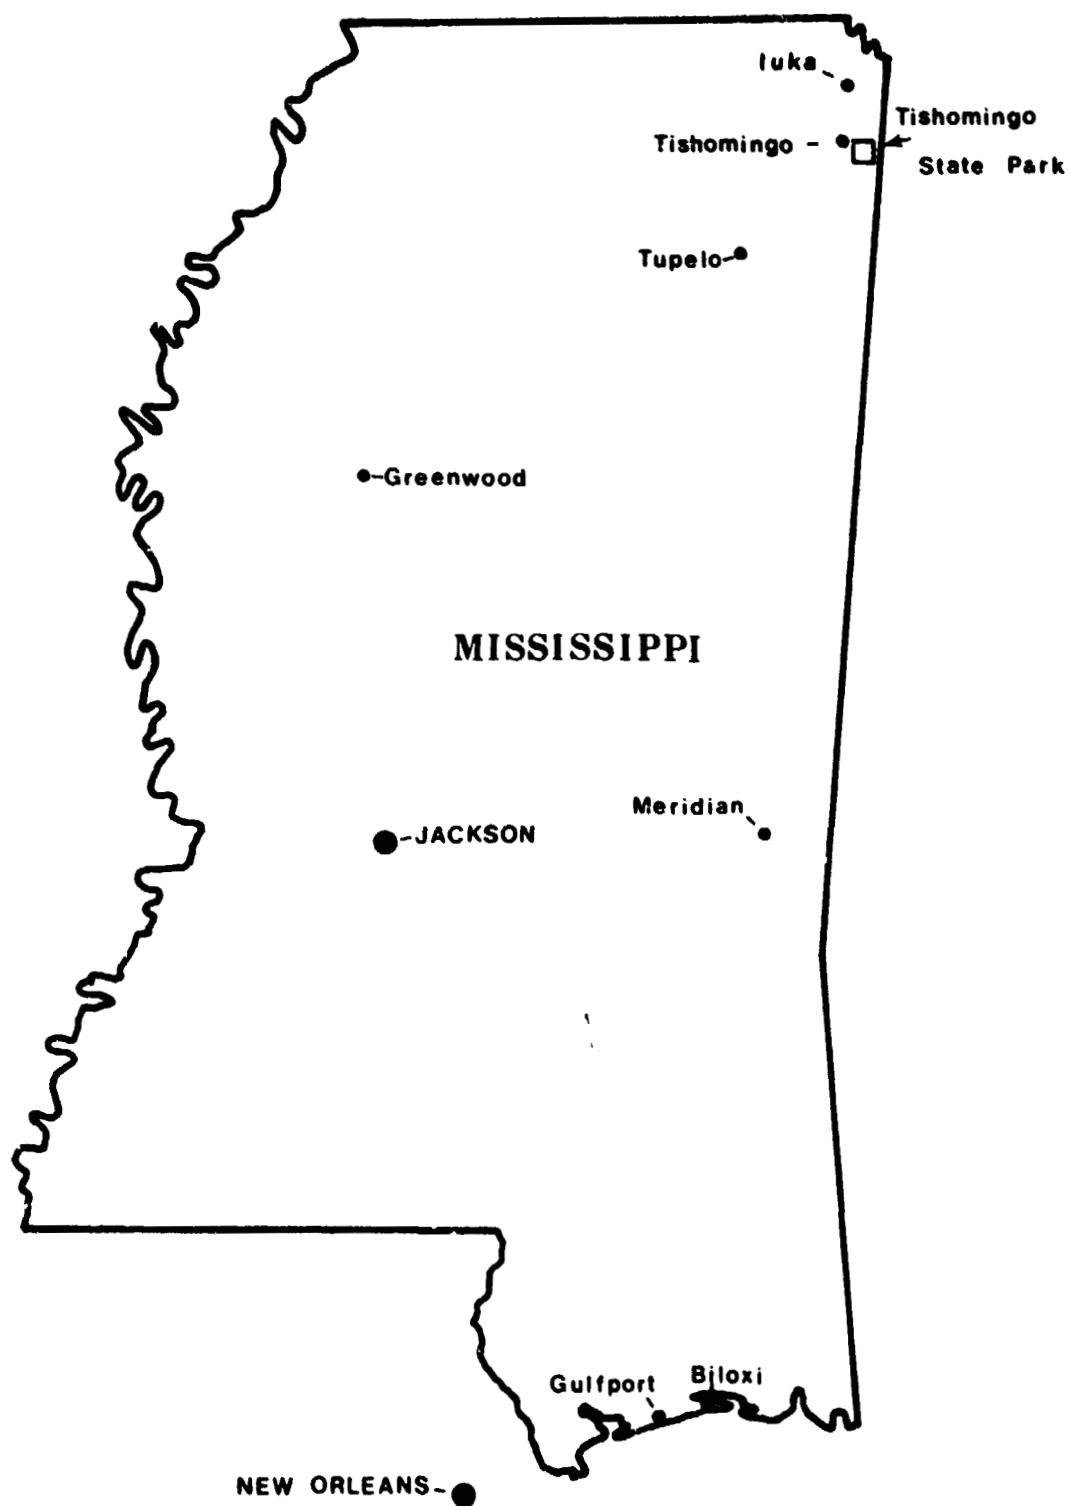 Iuka
Tishomingo
Tishomingo
State Park
Tupelo
Greenwood
MISSISSIPPI
Meridian
JACKSON
Gulfport
Biloxi
NEW ORLEANS